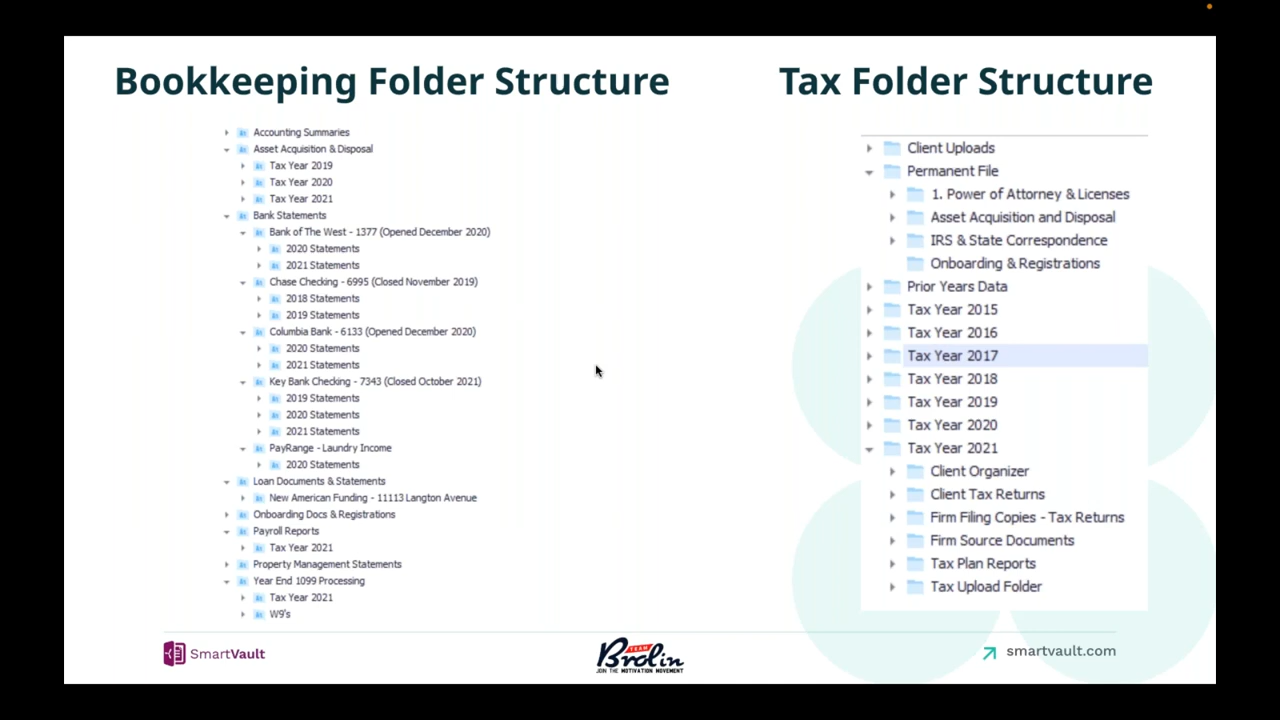 Bookkeeping Folder Structure
Accounting Summaries
Asset Acquisition & Disposal
Tax Year 2019
Tax Year 2020
Tax Year 2021
Bank Statements
Bank of The West - 1377 (Opened December 2020)
2020 Statements
2021 Statements
Chase Checking - 6995 (Closed November 2019)
2018 Statements
2019 Statements
Columbia Bank - 6133 (Opened December 2020)
2020 Statements
2021 Statements
Key Bank Checking - 7343 (Closed October 2021)
2019 Statements
2020 Statements
2021 Statements
PayRange - Laundry Income
2020 Statements
Loan Documents & Statements
New American Funding - 11113 Langton Avenue
Onboarding Docs & Registrations
Payroll Reports
Tax Year 2021
Property Management Statements
Year End 1099 Processing
Tax Year 2021
W9's
Tax Folder Structure
Client Uploads
Permanent File
1. Power of Attorney & Licenses
Asset Acquisition and Disposal
IRS & State Correspondence
Onboarding & Registrations
Prior Years Data
Tax Year 2015
Tax Year 2016
Tax Year 2017
Tax Year 2018
Tax Year 2019
Tax Year 2020
Tax Year 2021
Client Organizer
Client Tax Returns
Firm Filing Copies - Tax Returns
Firm Source Documents
Tax Plan Reports
Tax Upload Folder
SmartVault
TEAM
Brolin
JOIN THE MOTIVATION MOVEMENT
smartvault.com